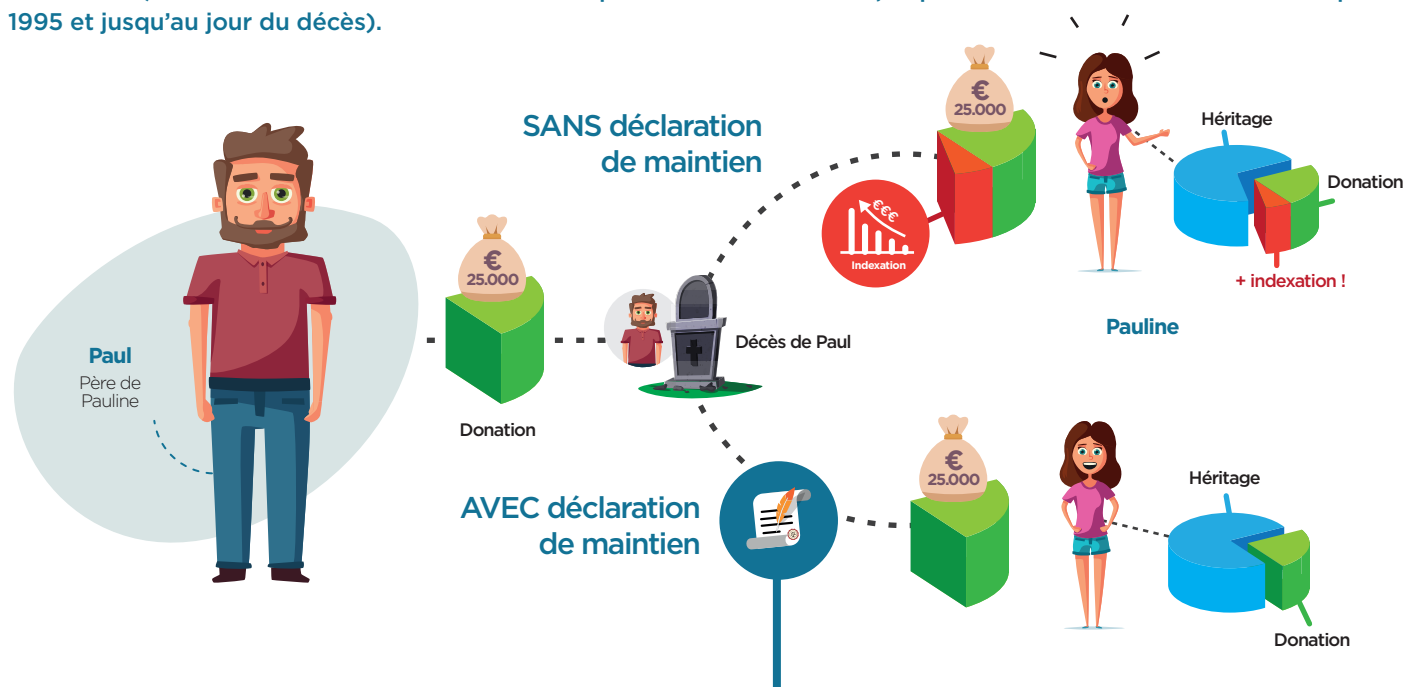 1995 et jusqu'au jour du décès).
SANS déclaration
de maintien
€
25.000
€€€
Indexation
Héritage
Donation
+ indexation !
Pauline
Paul
Père de
Pauline
€
25.000
Donation
Décès de Paul
AVEC déclaration
de maintien
€
25.000
Héritage
Donation